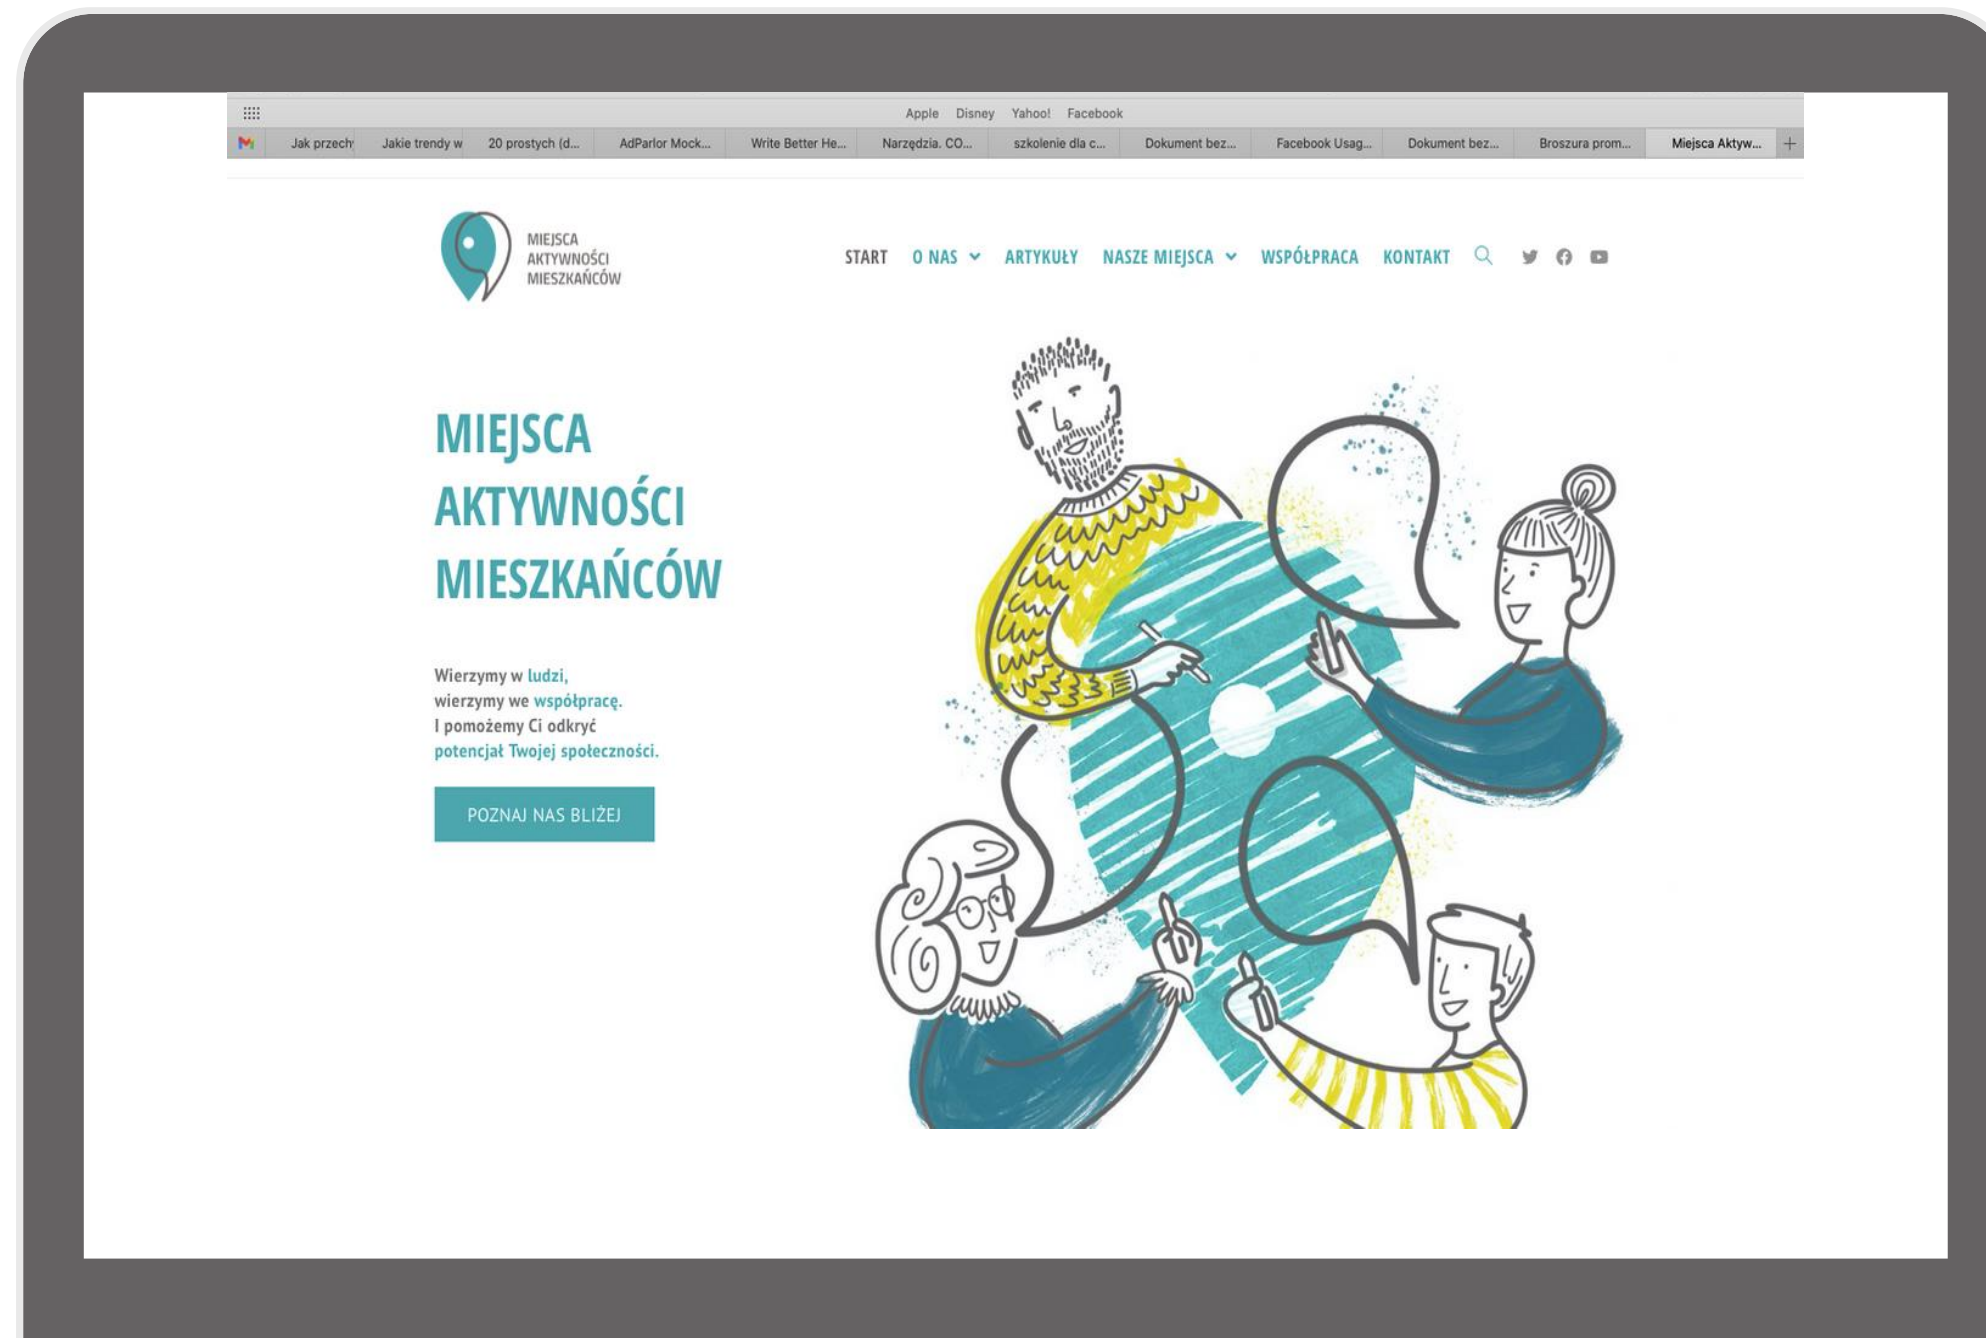 Apple Disney Yahoo! Facebook
Jak przech Jakie trendy w 20 prostych (d... AdParlor Mock... Write Better He... Narzędzia. CO... szkolenie dla c... Dokument bez... Facebook Usag... Dokument bez... Broszura prom... Miejsca Aktyw...
MIEJSCA
AKTYWNOŚCI
MIESZKAŃCÓW
START O NAS ARTYKUŁY NASZE MIEJSCA WSPÓŁPRACA KONTAKT
MIEJSCA
AKTYWNOŚCI
MIESZKAŃCÓW
Wierzymy w ludzi,
wierzymy we współpracę.
I pomożemy Ci odkryć
potencjał Twojej społeczności.
POZNAJ NAS BLIŻEJ